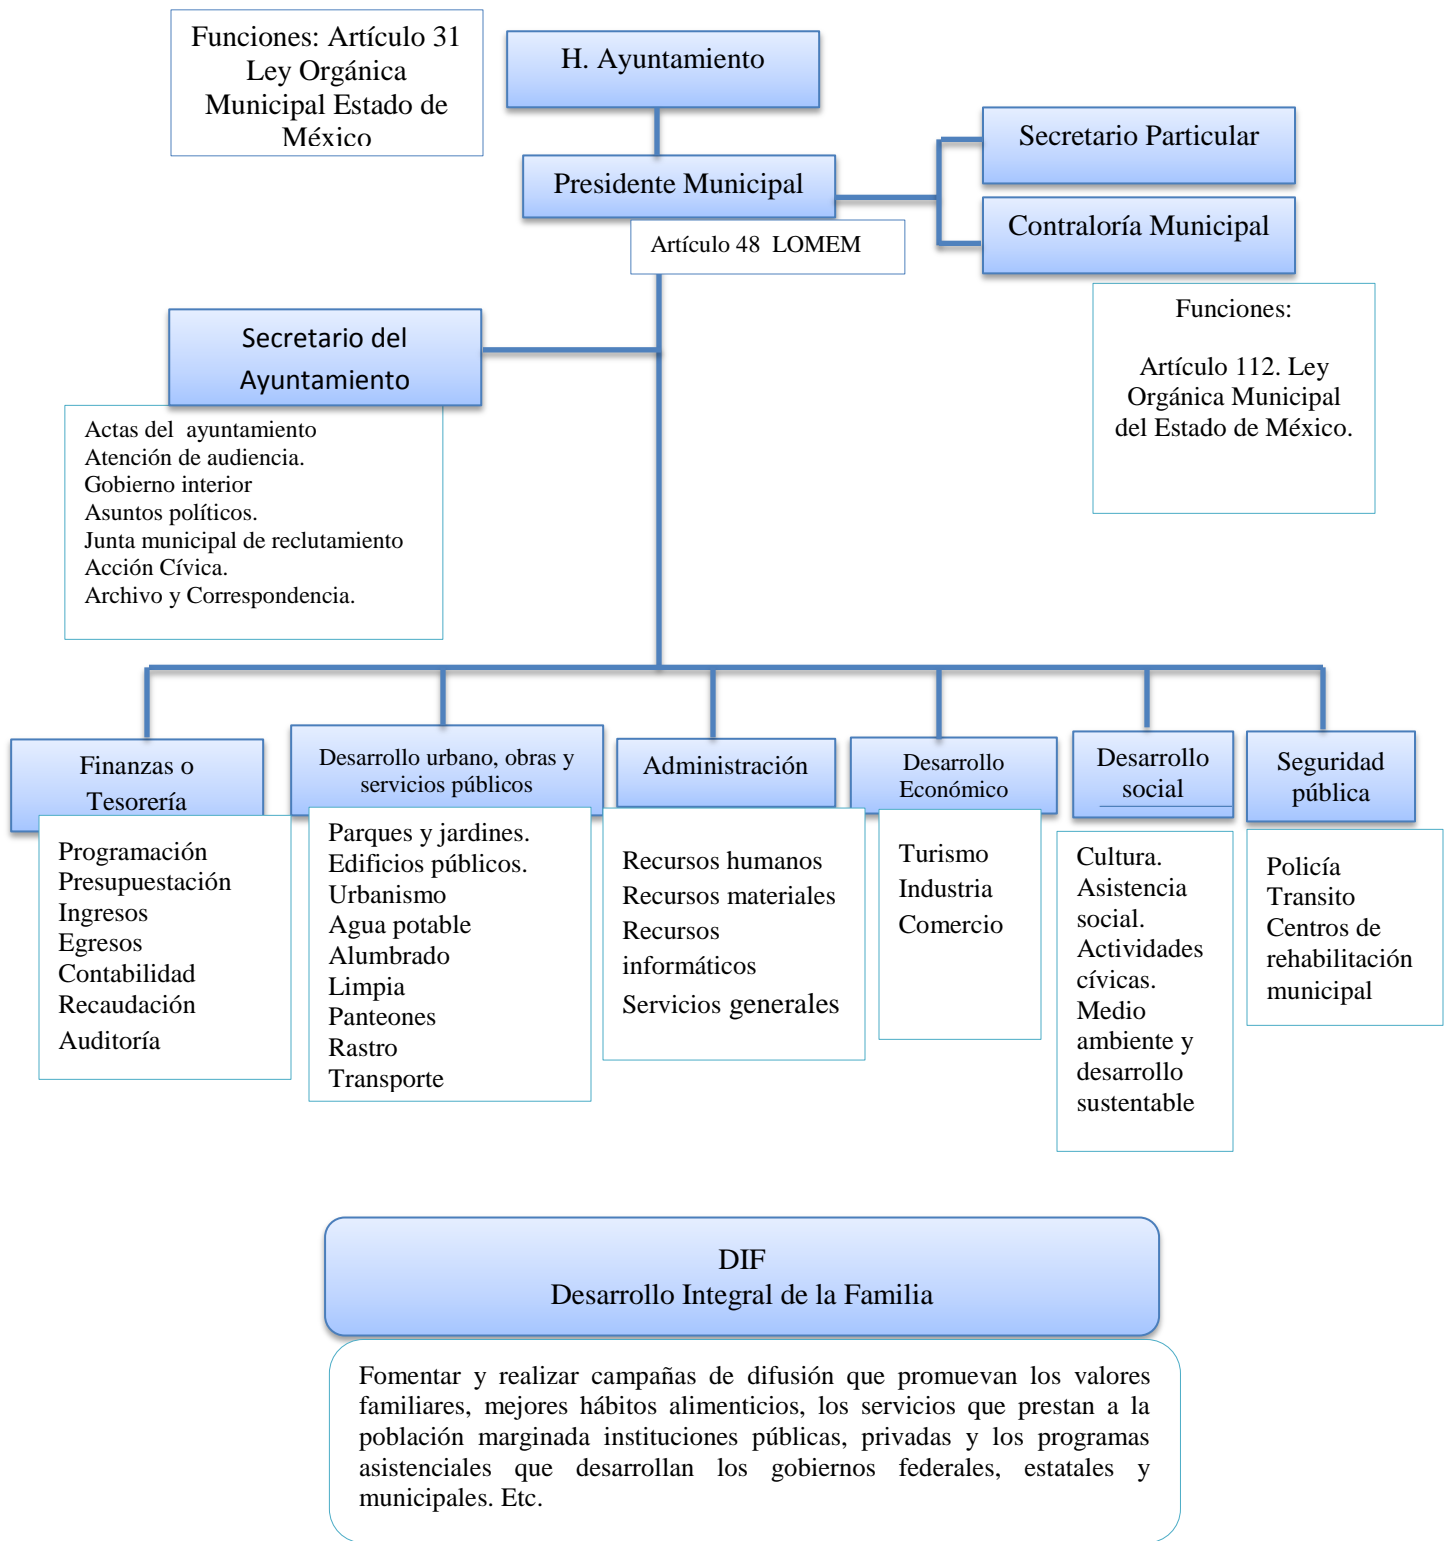 Funciones: Artículo 31
Ley Orgánica
Municipal Estado de
México
H. Ayuntamiento
Secretario Particular
Presidente Municipal
Contraloría Municipal
Artículo 48  LOMEM
Funciones:
Artículo 112. Ley
Orgánica Municipal
del Estado de México.
Secretario del
Ayuntamiento
Actas del  ayuntamiento
Atención de audiencia.
Gobierno interior
Asuntos políticos.
Junta municipal de reclutamiento
Acción Cívica.
Archivo y Correspondencia.
Finanzas o
Tesorería
Programación
Presupuestación
Ingresos
Egresos
Contabilidad
Recaudación
Auditoría
Desarrollo urbano, obras y
servicios públicos
Parques y jardines.
Edificios públicos.
Urbanismo
Agua potable
Alumbrado
Limpia
Panteones
Rastro
Transporte
Administración
Recursos humanos
Recursos materiales
Recursos
informáticos
Servicios generales
Desarrollo
Económico
Turismo
Industria
Comercio
Desarrollo
social
Cultura.
Asistencia
social.
Actividades
cívicas.
Medio
ambiente y
desarrollo
sustentable
Seguridad
pública
Policía
Transito
Centros de
rehabilitación
municipal
DIF
Desarrollo Integral de la Familia
Fomentar y realizar campañas de difusión que promuevan los valores
familiares, mejores hábitos alimenticios, los servicios que prestan a la
población marginada instituciones públicas, privadas y los programas
asistenciales que desarrollan los gobiernos federales, estatales y
municipales. Etc.